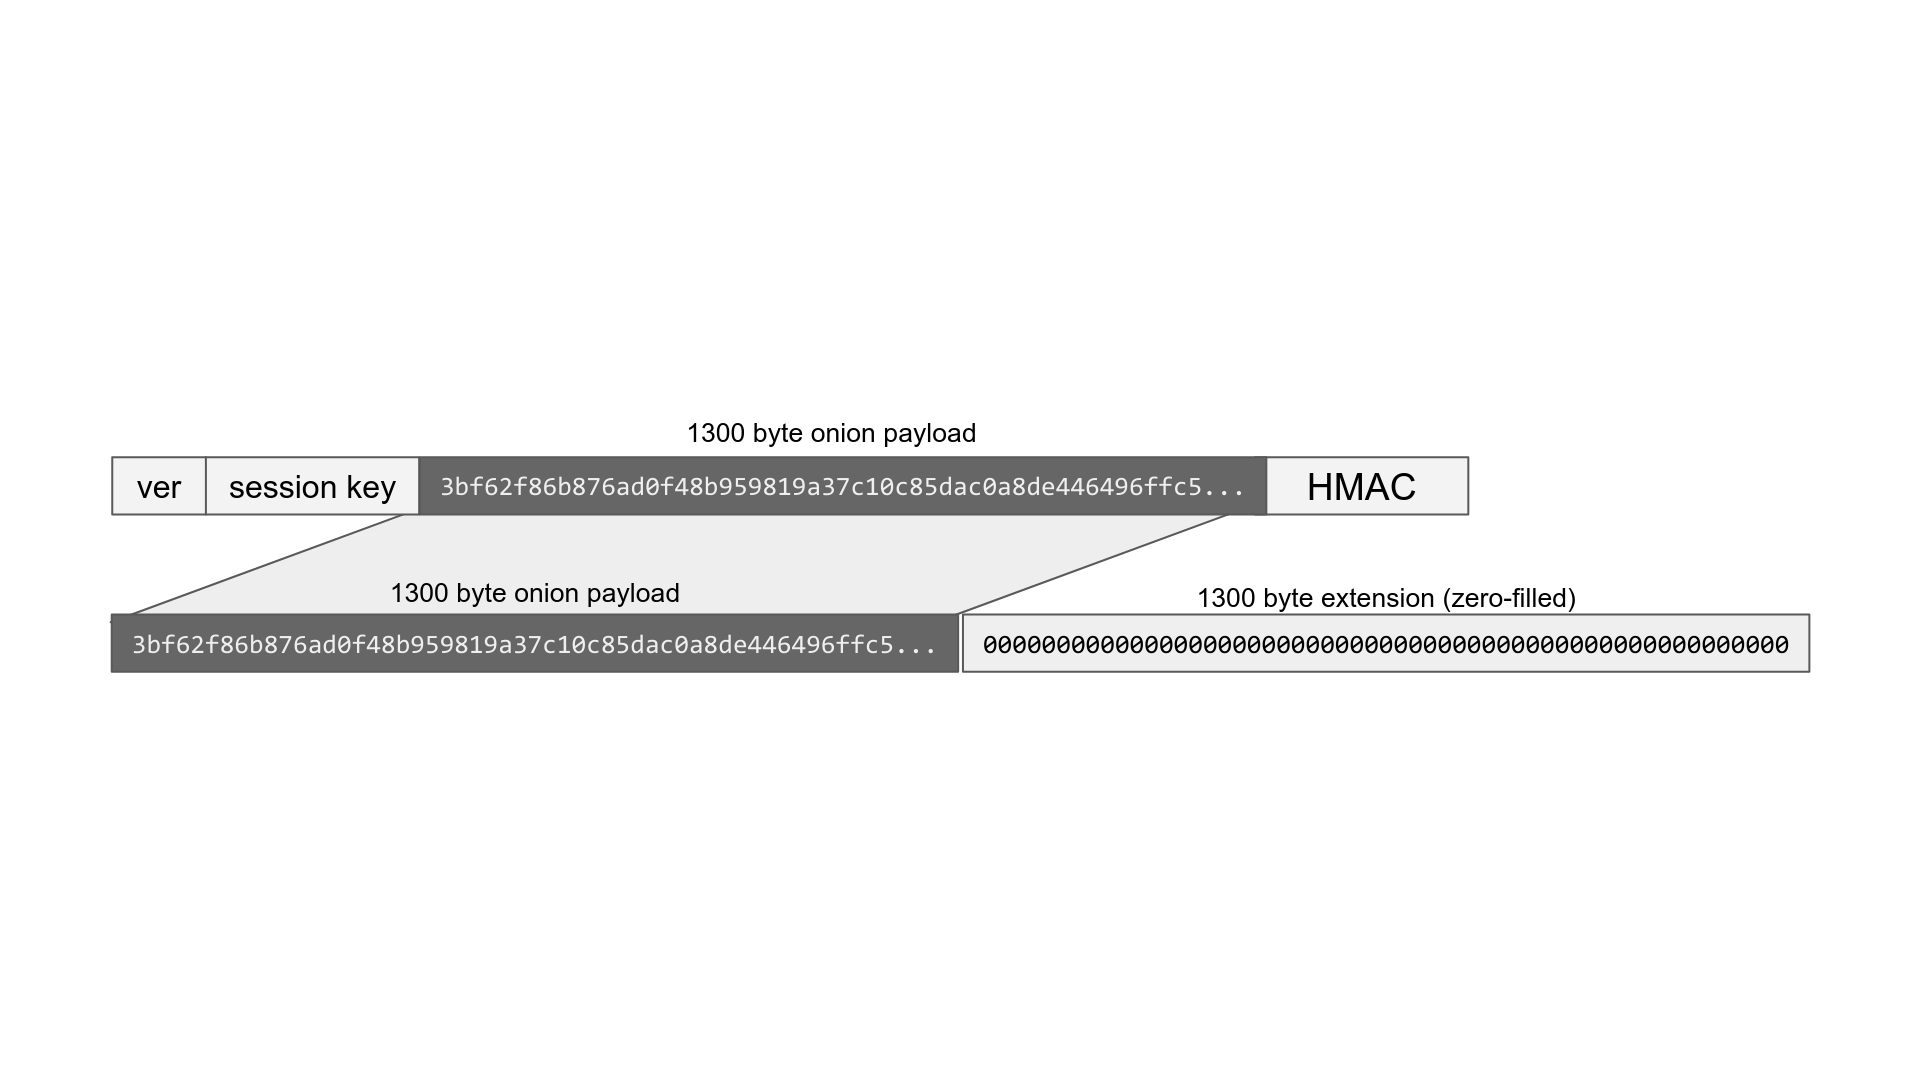 1300 byte onion payload
ver session key 3bf62f86b876ad0f48b959819a37c10c85dac0a8de446496ffc5... HMAC
1300 byte onion payload 1300 byte extension (zero-filled)
3bf62f86b876ad0f48b959819a37c10c85dac0a8de446496ffc5... 0000000000000000000000000000000000000000000000000000000